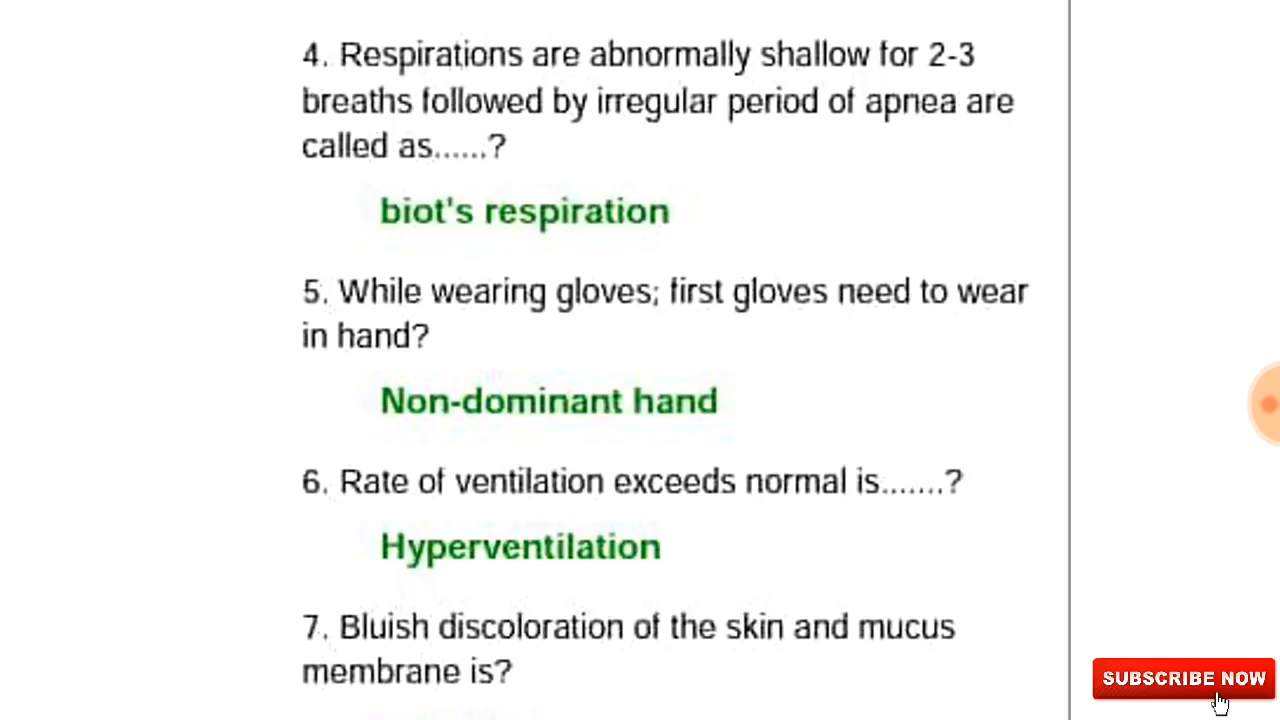 4. Respirations are abnormally shallow for 2-3
breaths followed by irregular period of apnea are
called as......?
biot's respiration
5. While wearing gloves; first gloves need to wear
in hand?
Non-dominant hand
6. Rate of ventilation exceeds normal is.......?
Hyperventilation
7. Bluish discoloration of the skin and mucus
membrane is?
SUBSCRIBE NOW